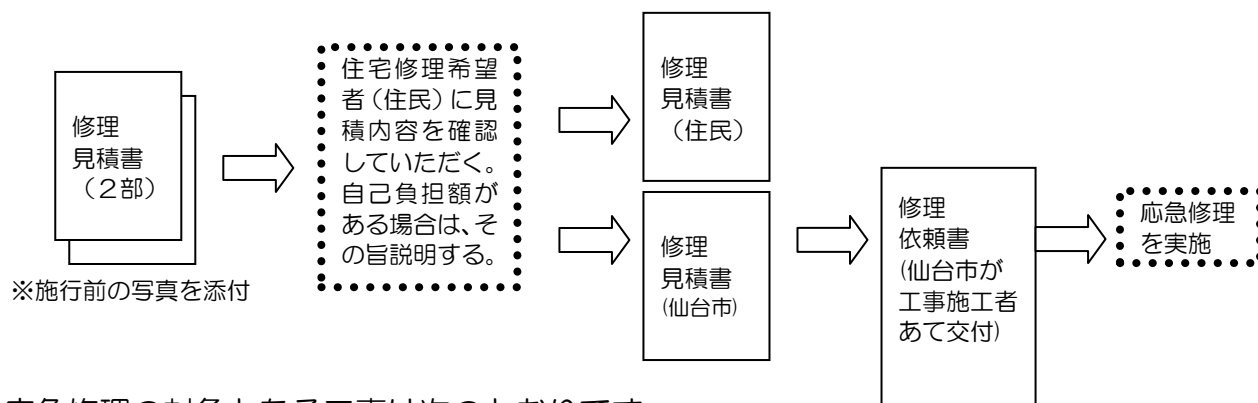 修理
見積書
（２部）
※施行前の写真を添付
住宅修理希望
者（住民）に見
積内容を確認
していただく。
自己負担額が
ある場合は、そ
の旨説明する。
修理
見積書
（住民）
修理
見積書
(仙台市)
修理
依頼書
(仙台市が
工事施工者
あて交付)
応急修理
を実施